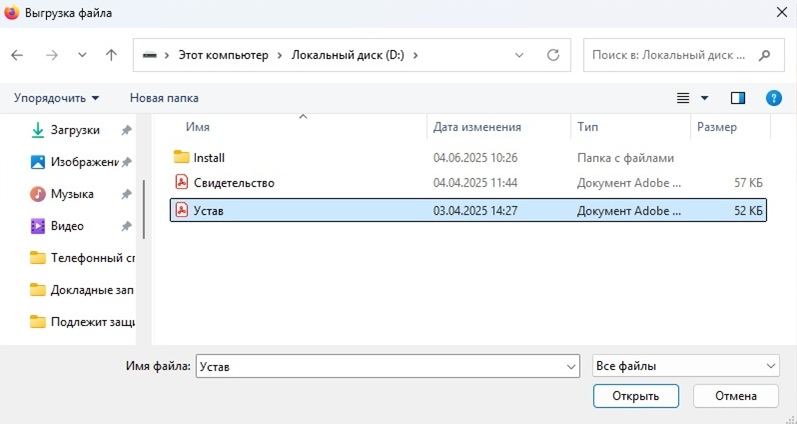 Выгрузка файла
Этот компьютер > Локальный диск (D:) >
Поиск в: Локальный диск ...
Упорядочить
Новая папка
?
Загрузки
Изображени
Музыка
Видео
Телефонный сп
Докладные зап
Подлежит защи
Имя Дата изменения Тип Размер
Install 04.06.2025 10:26 Папка с файлами
Свидетельство 04.04.2025 11:44 Документ Adobe ... 57 КБ
Устав 03.04.2025 14:27 Документ Adobe ... 52 КБ
Имя файла: Устав Все файлы
Открыть Отмена